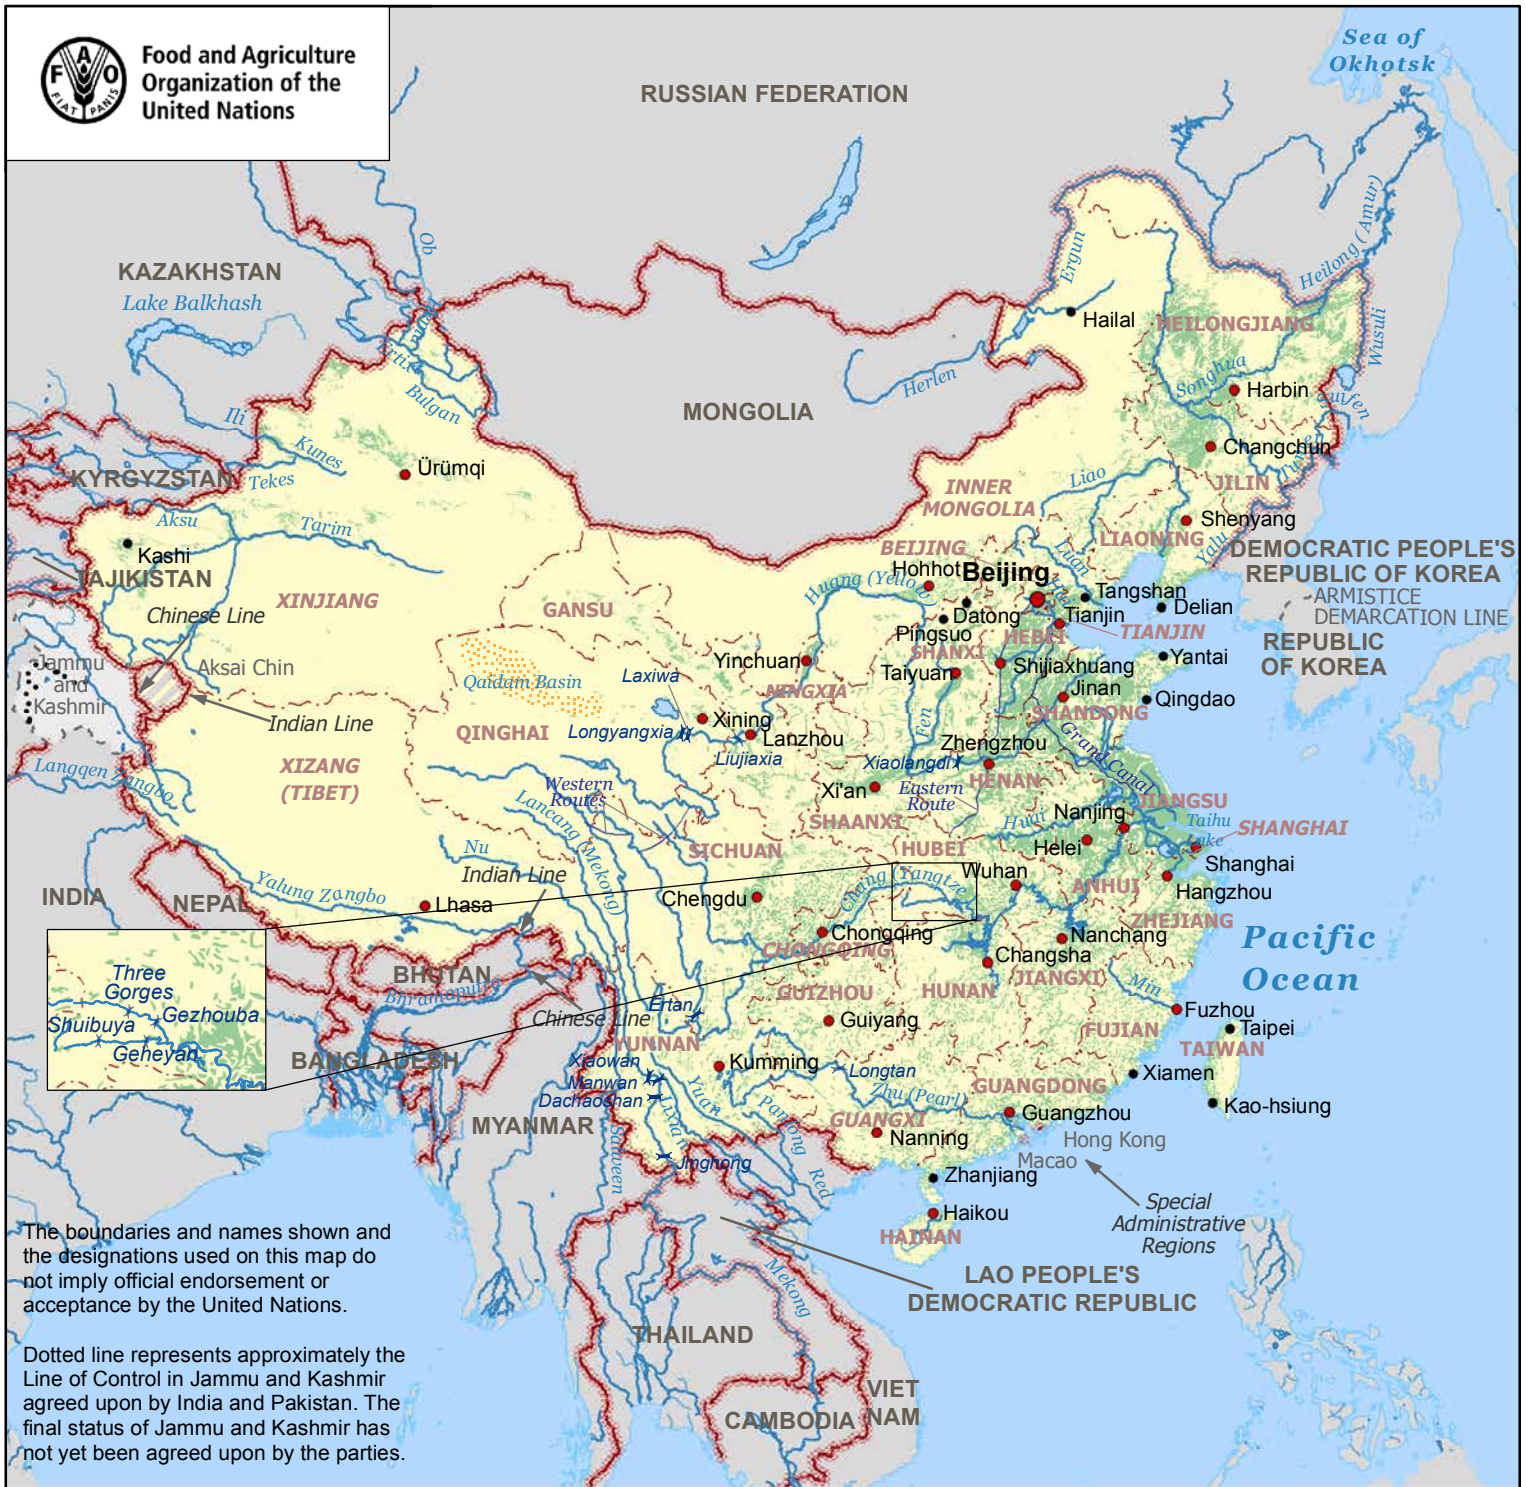 Food and Agriculture
Organization of the
United Nations
F A O
FIAT PANIS
Sea of
Okhotsk
RUSSIAN FEDERATION
Ob
KAZAKHSTAN
Lake Balkhash
Ergun
Heilong (Amur)
Hailal
HEILONGJIANG
Wusuli
Ertix
Bulgan
Herlen
Songhua
Harbin
MONGOLIA
Ili
Kunes
Changchun
Ürümqi
KYRGYZSTAN
Tekes
Liao
JILIN
INNER
MONGOLIA
Aksu
Tarim
Shenyang
LIAONING
Yalu
Kashi
BEIJING
Luan
DEMOCRATIC PEOPLE'S
REPUBLIC OF KOREA
Hohhot
Beijing
TAJIKISTAN
Huang (Yellow)
Tangshan
Delian
ARMISTICE
DEMARCATION LINE
XINJIANG
GANSU
Datong
Tianjin
Chinese Line
Pingsuo
HEBEI
TIANJIN
REPUBLIC
OF KOREA
SHANXI
Yantai
Jammu
and
Kashmir
Aksai Chin
Yinchuan
Taiyuan
Shijiaxhuang
Qaidam Basin
Laxiwa
NINGXIA
Jinan
Qingdao
Indian Line
Xining
Fen
SHANDONG
QINGHAI
Longyangxia
Lanzhou
Zhengzhou
Grand Canal
Liujiaxia
Xiaolangdi
Langqen Zangbo
XIZANG
(TIBET)
Western
Routes
Xi'an
Eastern
Route
HENAN
Lancang (Mekong)
SHAANXI
Huai
Nanjing
JIANGSU
Taihu
Lake
SHANGHAI
Nu
SICHUAN
HUBEI
Helei
Shanghai
Indian Line
Wuhan
INDIA
NEPAL
Yalung Zangbo
Lhasa
Chengdu
Chang (Yangtze)
ANHUI
Hangzhou
ZHEJIANG
Chongqing
CHONGQING
Nanchang
Pacific
Ocean
Changsha
JIANGXI
BHUTAN
Bhramaputra
Three
Gorges
Shuibuya
Gezhouba
Geheyan
Chinese Line
Ertan
GUIZHOU
HUNAN
Min
Guiyang
Fuzhou
FUJIAN
Taipei
TAIWAN
BANGLADESH
YUNNAN
Xiaowan
Kumming
Longtan
Manwan
Dachaoshan
Zhu (Pearl)
GUANGDONG
Xiamen
Kao-hsiung
MYANMAR
Lixian
Yuan
Panlong
GUANGXI
Guangzhou
Nanning
Hong Kong
Macao
Salween
Jinghong
Red
Zhanjiang
Special
Administrative
Regions
Haikou
HAINAN
The boundaries and names shown and
the designations used on this map do
not imply official endorsement or
acceptance by the United Nations.
LAO PEOPLE'S
DEMOCRATIC REPUBLIC
Mekong
THAILAND
Dotted line represents approximately the
Line of Control in Jammu and Kashmir
agreed upon by India and Pakistan. The
final status of Jammu and Kashmir has
not yet been agreed upon by the parties.
VIET
NAM
CAMBODIA